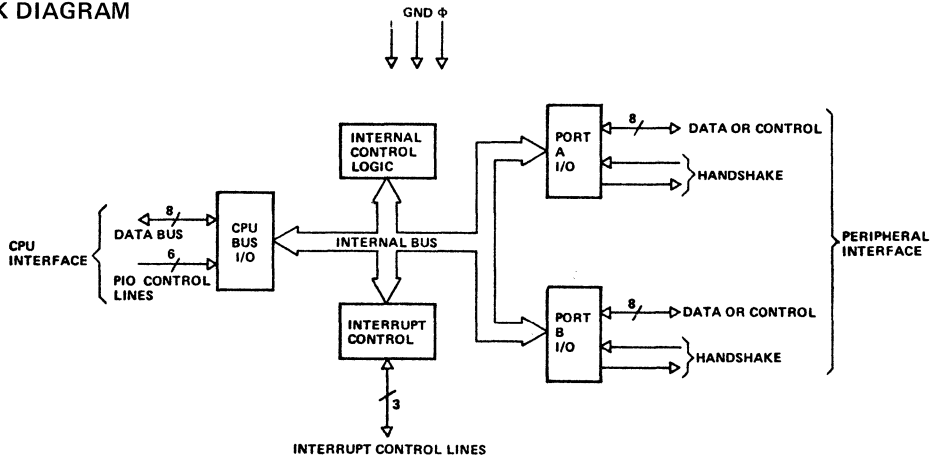 K DIAGRAM
GND Φ
INTERNAL
CONTROL
LOGIC
PORT
A
I/O
8
DATA OR CONTROL
HANDSHAKE
CPU
INTERFACE
8
DATA BUS
6
PIO CONTROL
LINES
CPU
BUS
I/O
INTERNAL BUS
PERIPHERAL
INTERFACE
INTERRUPT
CONTROL
PORT
B
I/O
8
DATA OR CONTROL
HANDSHAKE
3
INTERRUPT CONTROL LINES